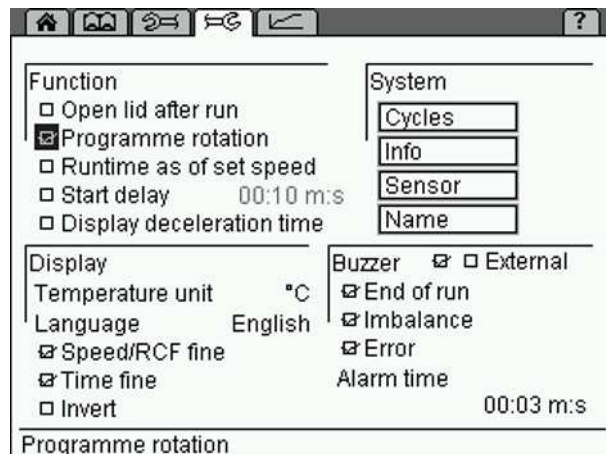 ?
Function
Open lid after run
Programme rotation
Runtime as of set speed
Start delay 00:10 m:s
Display deceleration time
System
Cycles
Info
Sensor
Name
Display
Temperature unit °C
Language English
Speed/RCF fine
Time fine
Invert
Buzzer External
End of run
Imbalance
Error
Alarm time
00:03 m:s
Programme rotation